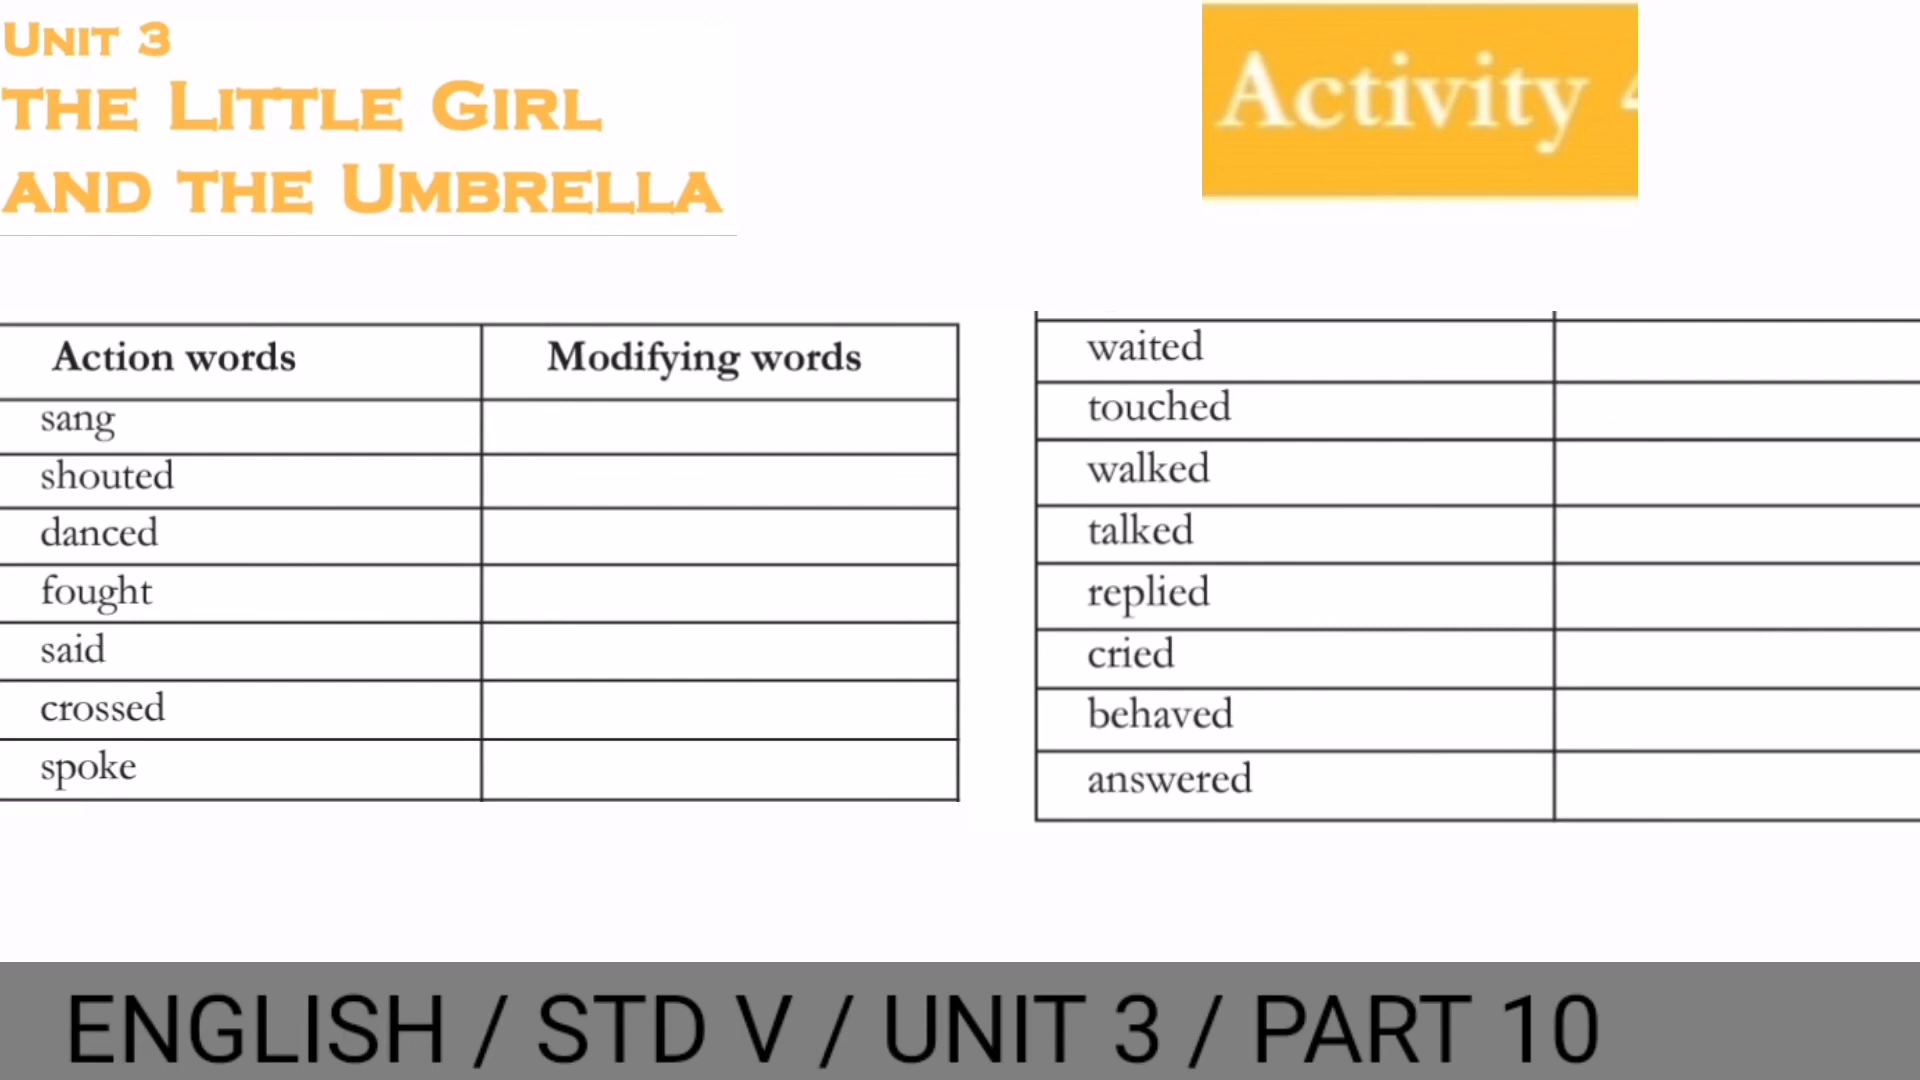 UNIT 3
THE LITTLE GIRL
AND THE UMBRELLA
Activity 4
Action words Modifying words
sang
shouted
danced
fought
said
crossed
spoke
waited
touched
walked
talked
replied
cried
behaved
answered
ENGLISH / STD V / UNIT 3 / PART 10